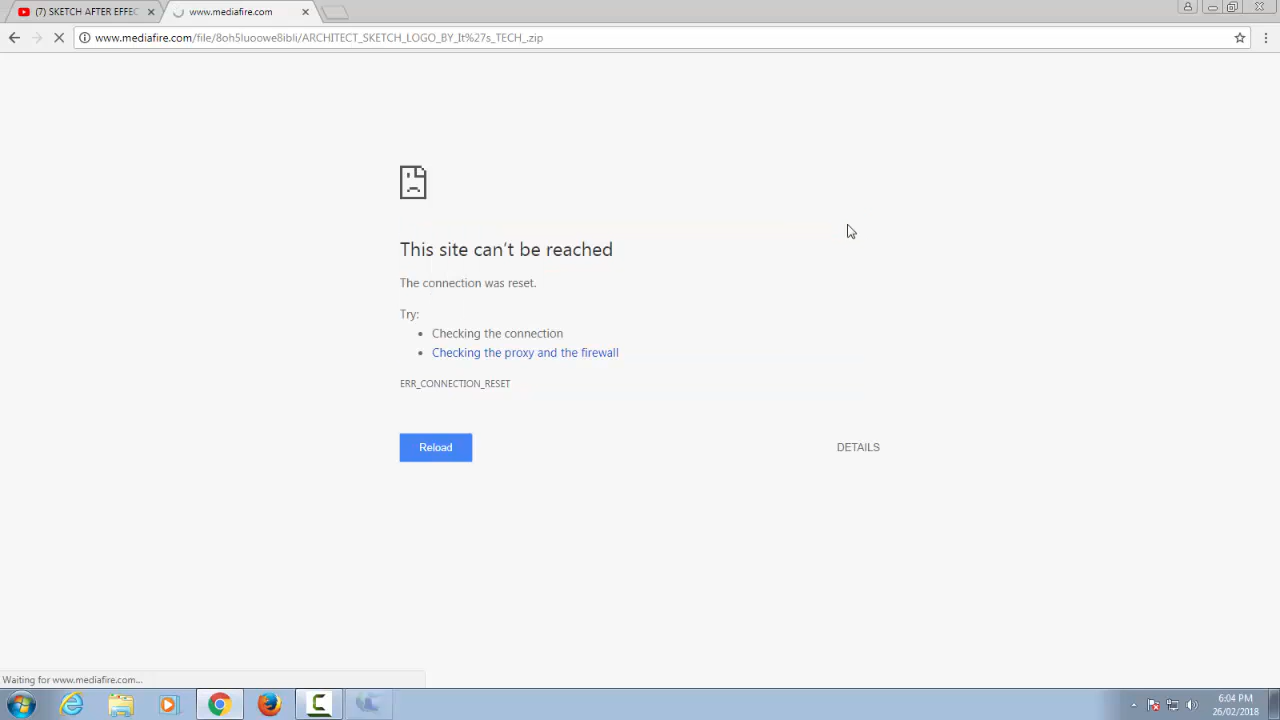 (7) SKETCH AFTER EFFEC
www.mediafire.com
www.mediafire.com/file/8oh5luoowe8ibli/ARCHITECT_SKETCH_LOGO_BY_It%27s_TECH_.zip
This site can't be reached
The connection was reset.
Try:
• Checking the connection
• Checking the proxy and the firewall
ERR_CONNECTION_RESET
Reload
DETAILS
Waiting for www.mediafire.com...
6:04 PM
26/02/2018